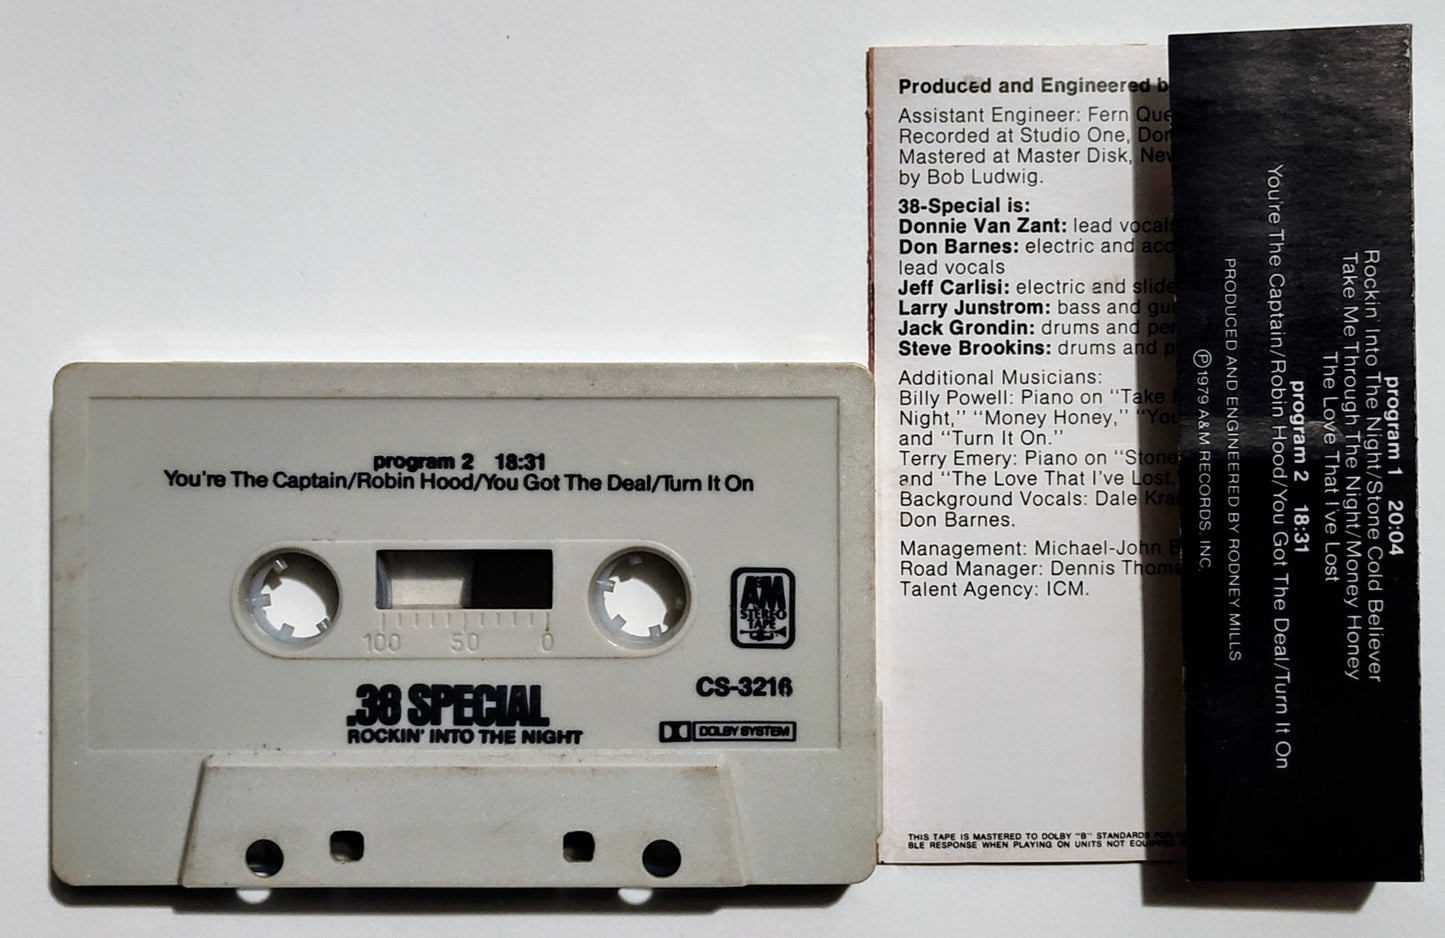 program 2 18:31
You're The Captain/Robin Hood/You Got The Deal/Turn It On
100 50 0
A&M
STEREO
TAPE
CS-3216
.38 SPECIAL
ROCKIN' INTO THE NIGHT
DOLBY SYSTEM
Produced and Engineered b
Assistant Engineer: Fern Que
Recorded at Studio One, Dor
Mastered at Master Disk, New
by Bob Ludwig.
38-Special is:
Donnie Van Zant: lead vocals
Don Barnes: electric and aco
lead vocals
Jeff Carlisi: electric and slide
Larry Junstrom: bass and gui
Jack Grondin: drums and per
Steve Brookins: drums and p
Additional Musicians:
Billy Powell: Piano on "Take M
Night," "Money Honey," "You
and "Turn It On."
Terry Emery: Piano on "Stone
and "The Love That I've Lost."
Background Vocals: Dale Kra
Don Barnes.
Management: Michael-John B
Road Manager: Dennis Thoma
Talent Agency: ICM.
THIS TAPE IS MASTERED TO DOLBY "B" STANDARDS FOR
BLE RESPONSE WHEN PLAYING ON UNITS NOT EQUIPPED
program 1 20:04
Rockin' Into The Night/Stone Cold Believer
Take Me Through The Night/Money Honey
The Love That I've Lost
program 2 18:31
You're The Captain/Robin Hood/You Got The Deal/Turn It On
PRODUCED AND ENGINEERED BY RODNEY MILLS
℗1979 A&M RECORDS, INC.